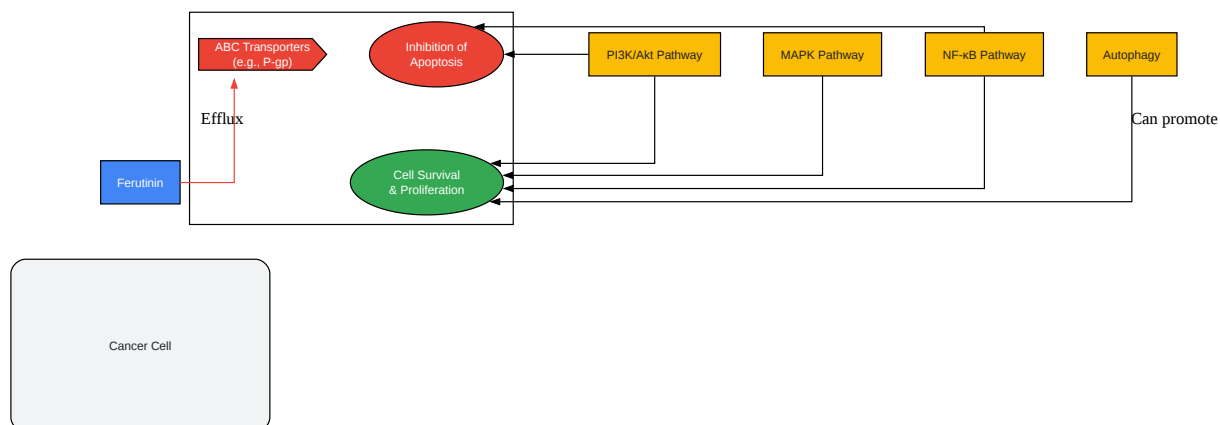 ABC Transporters
(e.g., P-gp)
Inhibition of
Apoptosis
PI3K/Akt Pathway
MAPK Pathway
NF-κB Pathway
Autophagy
Efflux
Can promote
Ferutinin
Cell Survival
& Proliferation
Cancer Cell